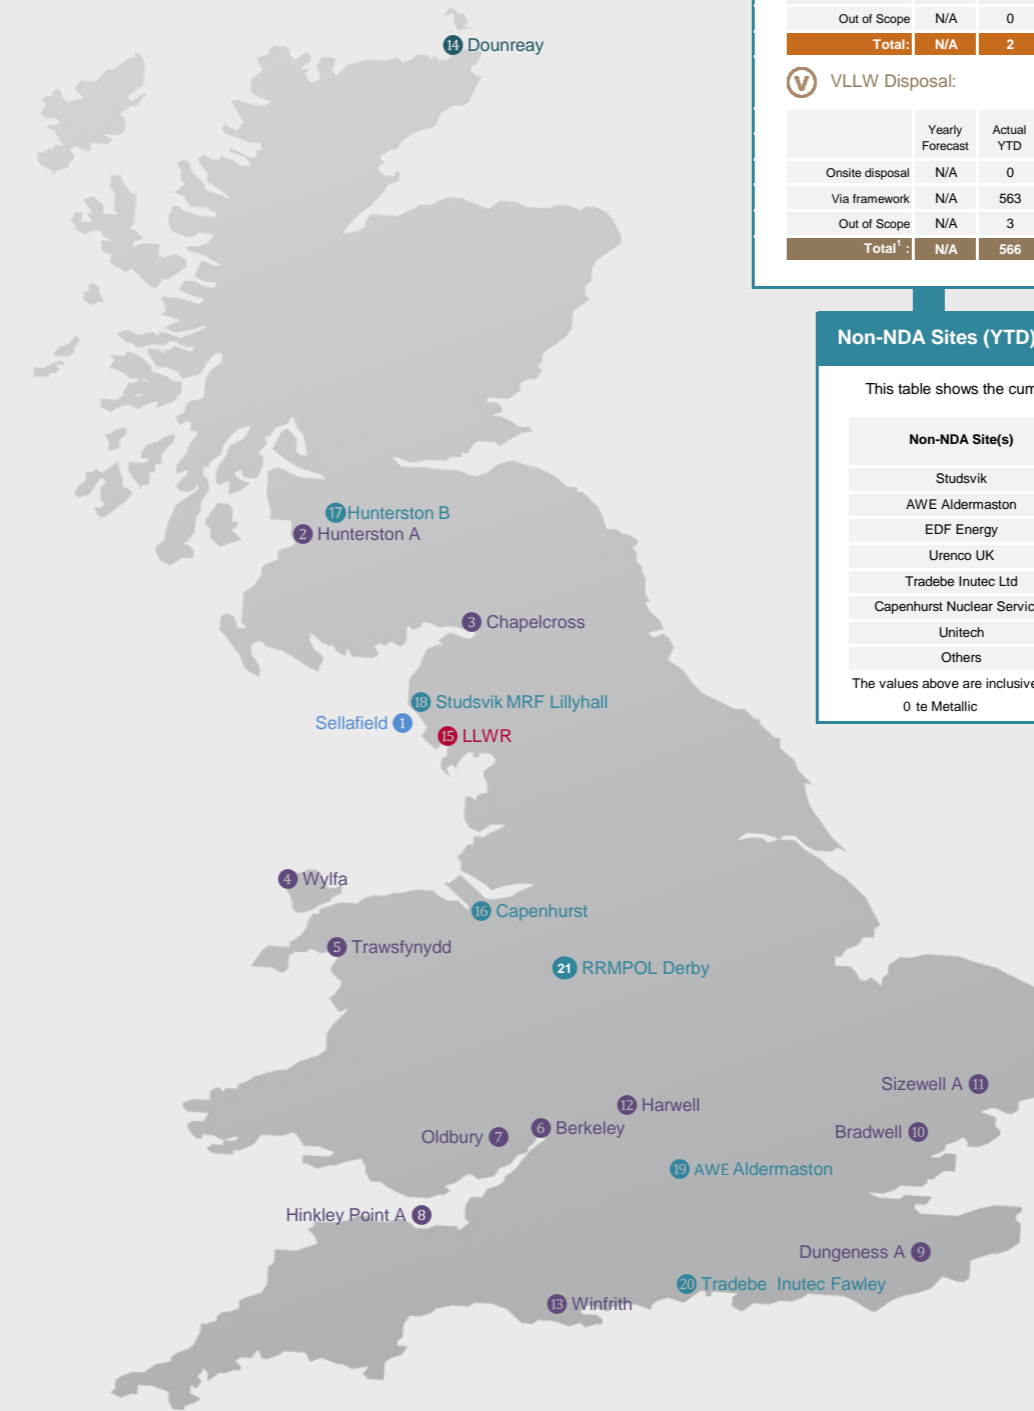 Out of Scope N/A 0
Total: N/A 2
V VLLW Disposal:
Yearly Forecast Actual YTD
Onsite disposal N/A 0
Via framework N/A 563
Out of Scope N/A 3
Total1 : N/A 566
Non-NDA Sites (YTD)
This table shows the cum
Non-NDA Site(s)
Studsvik
AWE Aldermaston
EDF Energy
Urenco UK
Tradebe Inutec Ltd
Capenhurst Nuclear Servic
Unitech
Others
The values above are inclusive
0 te Metallic
14 Dounreay
17 Hunterston B
2 Hunterston A
3 Chapelcross
18 Studsvik MRF Lillyhall
Sellafield 1
15 LLWR
4 Wylfa
16 Capenhurst
5 Trawsfynydd
21 RRMPOL Derby
Sizewell A 11
12 Harwell
6 Berkeley
Bradwell 10
Oldbury 7
19 AWE Aldermaston
Hinkley Point A 8
Dungeness A 9
20 Tradebe Inutec Fawley
13 Winfrith